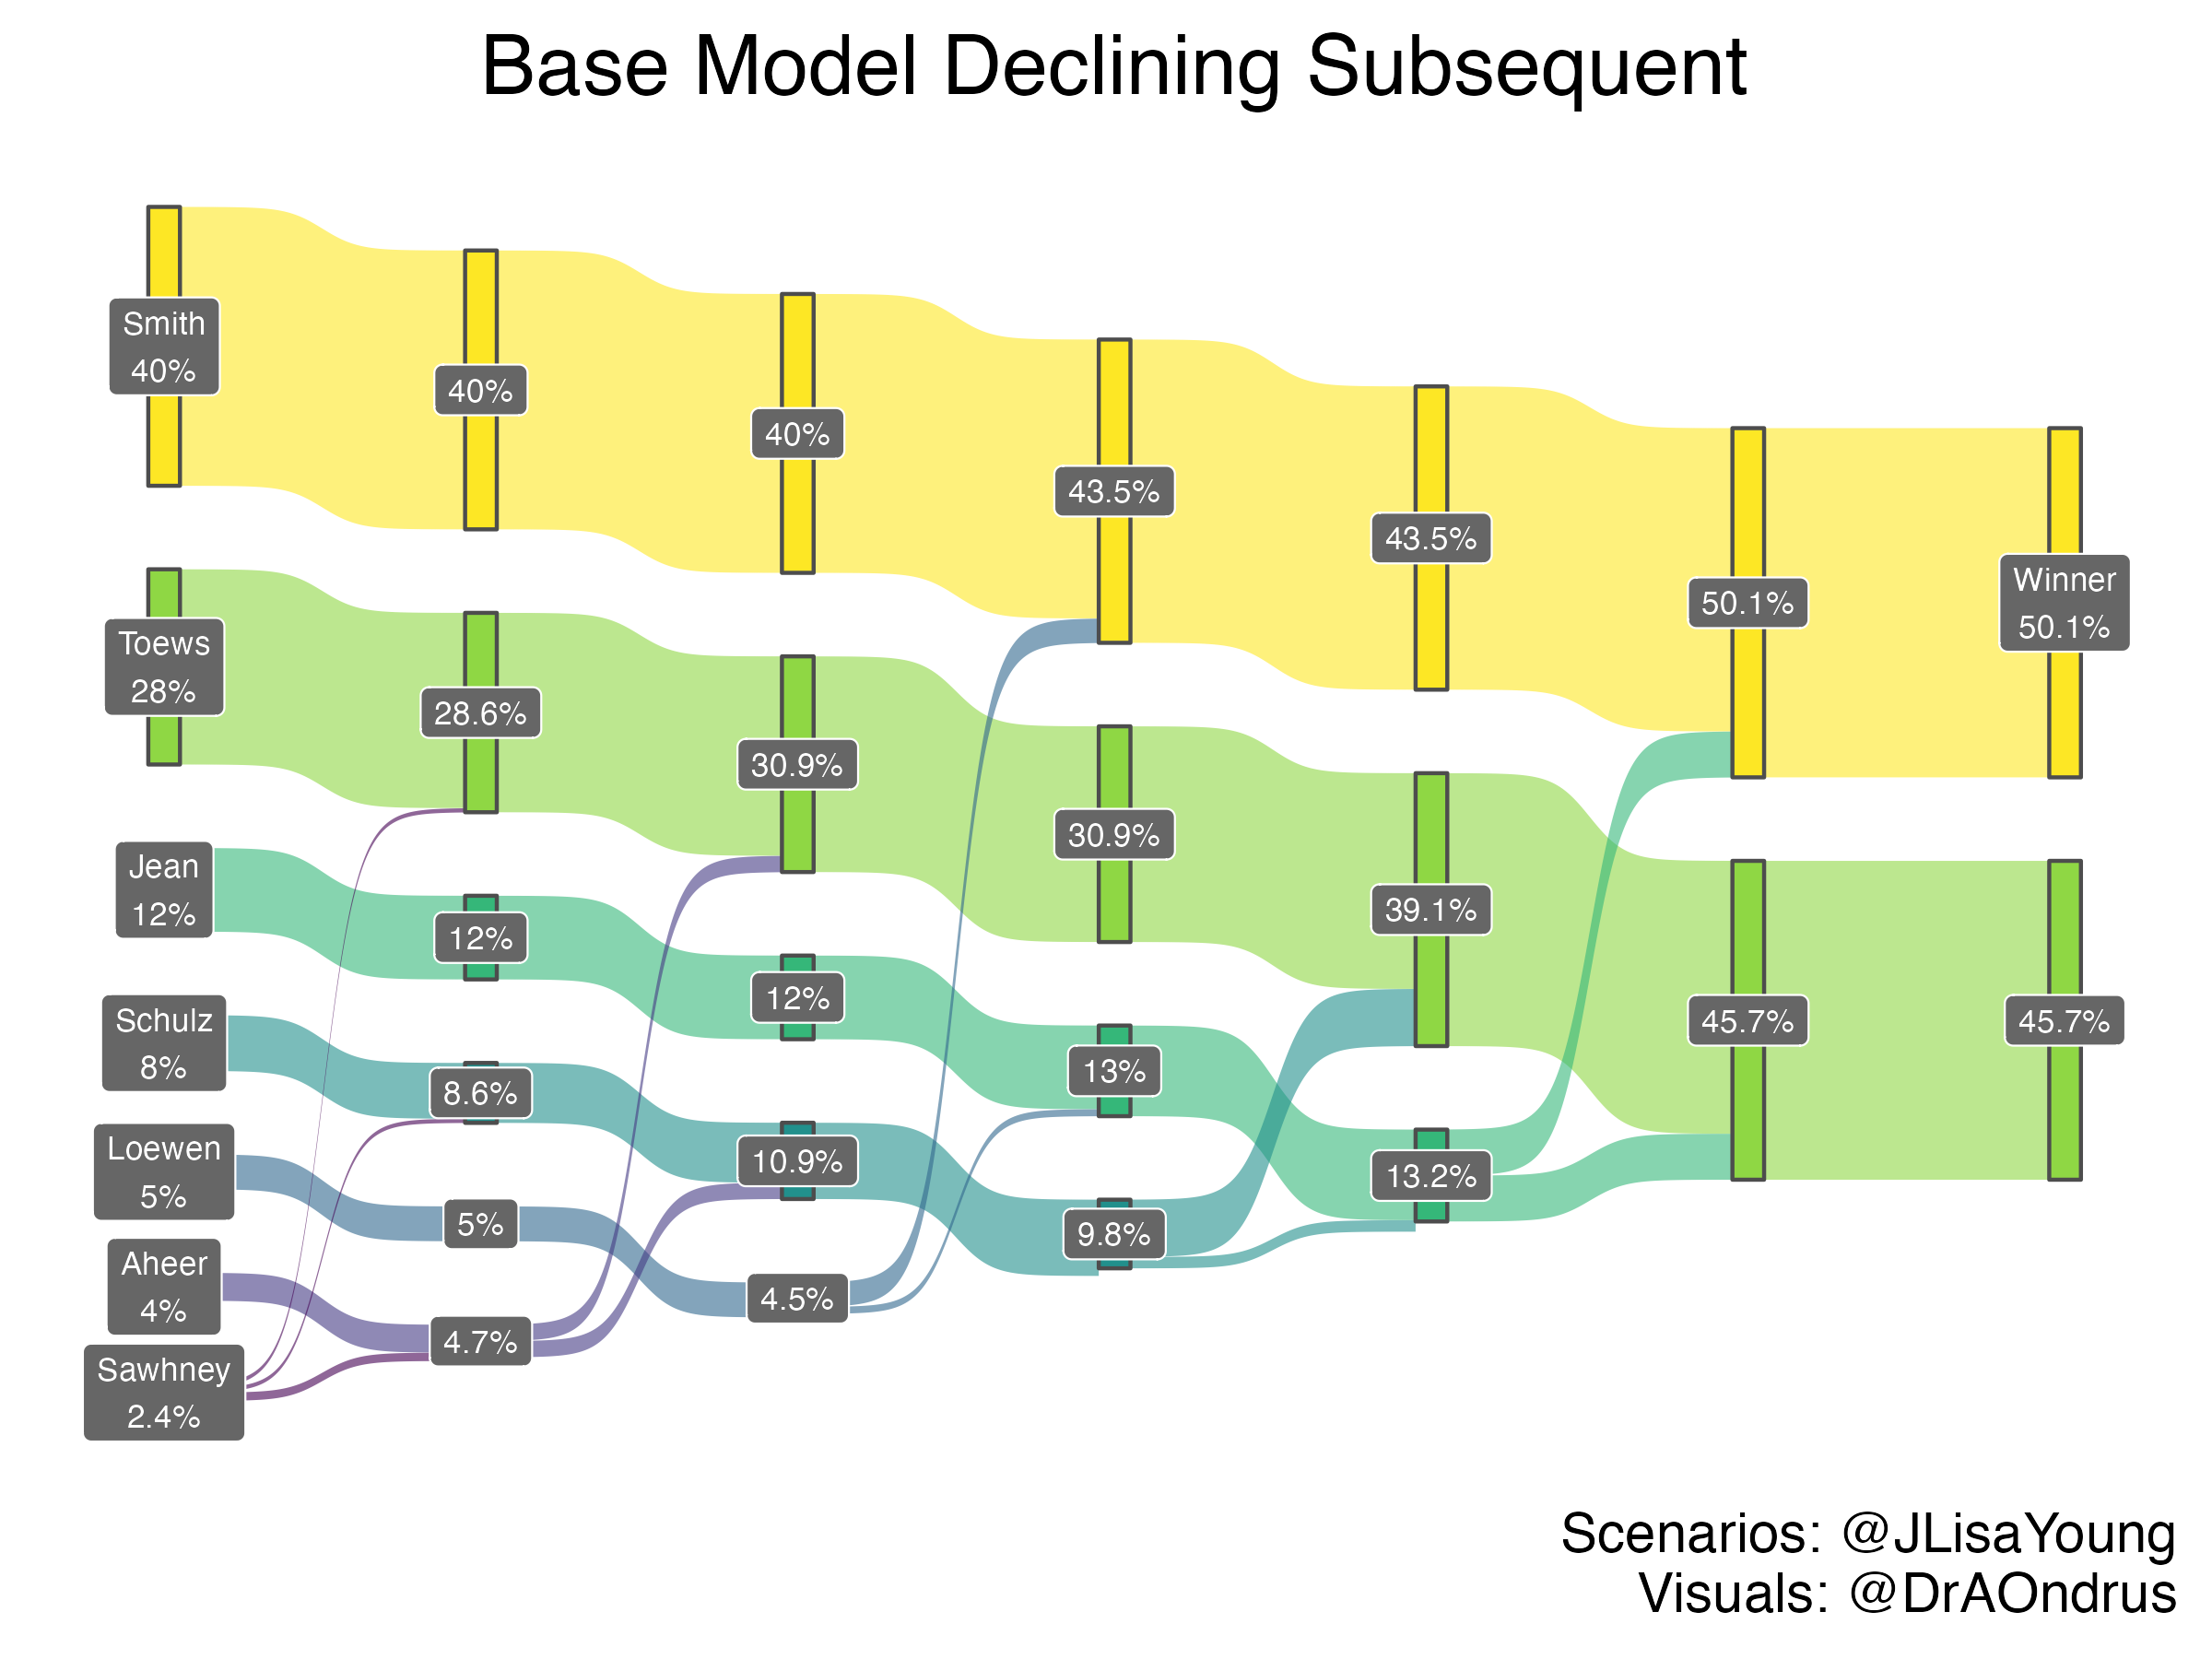 Base Model Declining Subsequent
Smith
40%
40%
40%
43.5%
43.5%
50.1%
Winner
50.1%
Toews
28%
28.6%
30.9%
30.9%
39.1%
45.7%
45.7%
Jean
12%
12%
12%
13%
13.2%
Schulz
8%
8.6%
10.9%
9.8%
Loewen
5%
5%
4.5%
Aheer
4%
4.7%
Sawhney
2.4%
Scenarios: @JLisaYoung
Visuals: @DrAOndrus